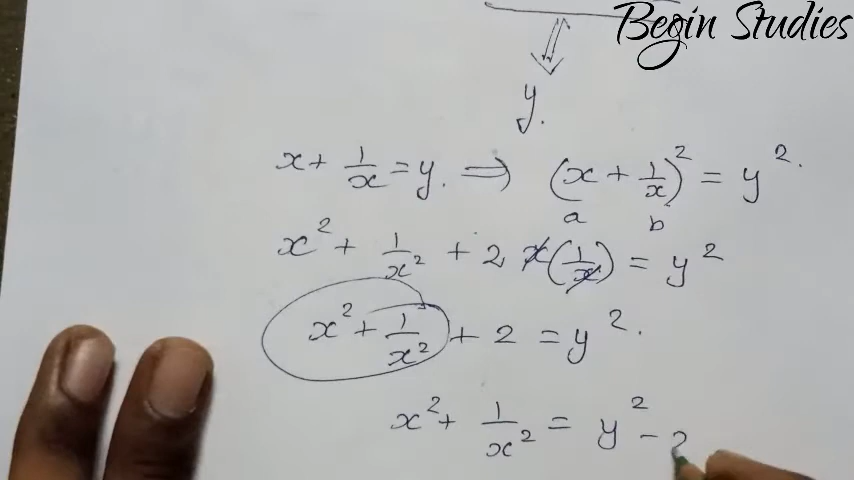 Begin Studies
y.
x + 1/x = y. ⇒ (x + 1/x)² = y².
a b
x² + 1/x² + 2 x(1/x) = y²
x² + 1/x² + 2 = y².
x² + 1/x² = y² - 2